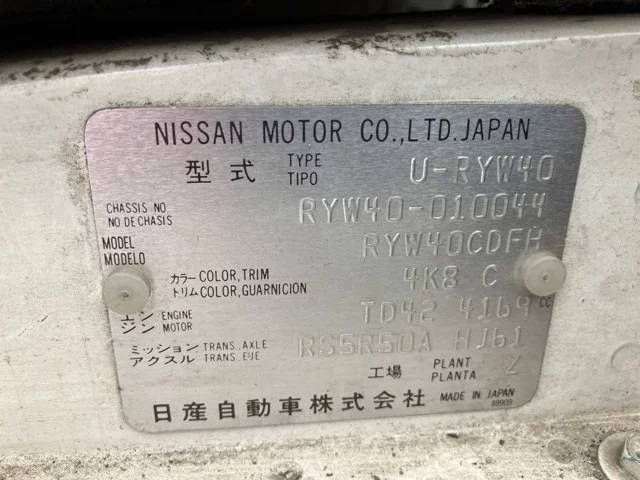 NISSAN MOTOR CO.,LTD.JAPAN
型式 TYPE TIPO U-RYW40
CHASSIS NO NO DE CHASIS RYW40-010044
MODEL MODELO RYW40CDFH
カラー COLOR,TRIM トリム COLOR,GUARNICION 4K8 C
エンジン ENGINE MOTOR TD42 4169 CC
ミッション TRANS. AXLE アクスル TRANS. EJE RS5R50A HJ61
工場 PLANT PLANTA Z
日産自動車株式会社 MADE IN JAPAN